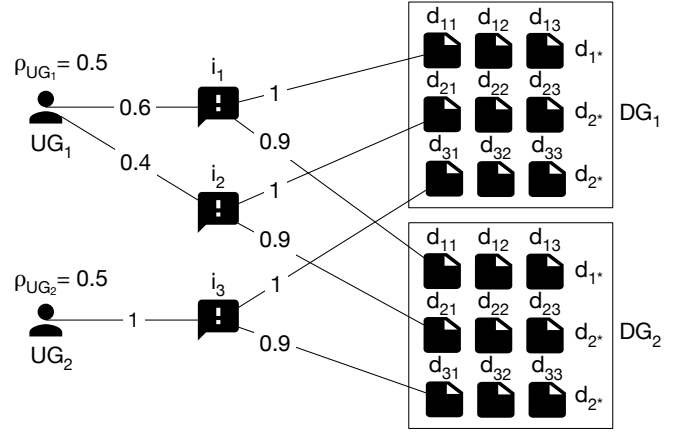 d11 d12 d13
d1*
ρUG1 = 0.5
i1
1
0.6
UG1
d21 d22 d23
d2*
DG1
0.9
0.4
d31 d32 d33
d2*
i2
1
0.9
d11 d12 d13
d1*
ρUG2 = 0.5
i3
1
1
UG2
0.9
d21 d22 d23
d2*
DG2
d31 d32 d33
d2*